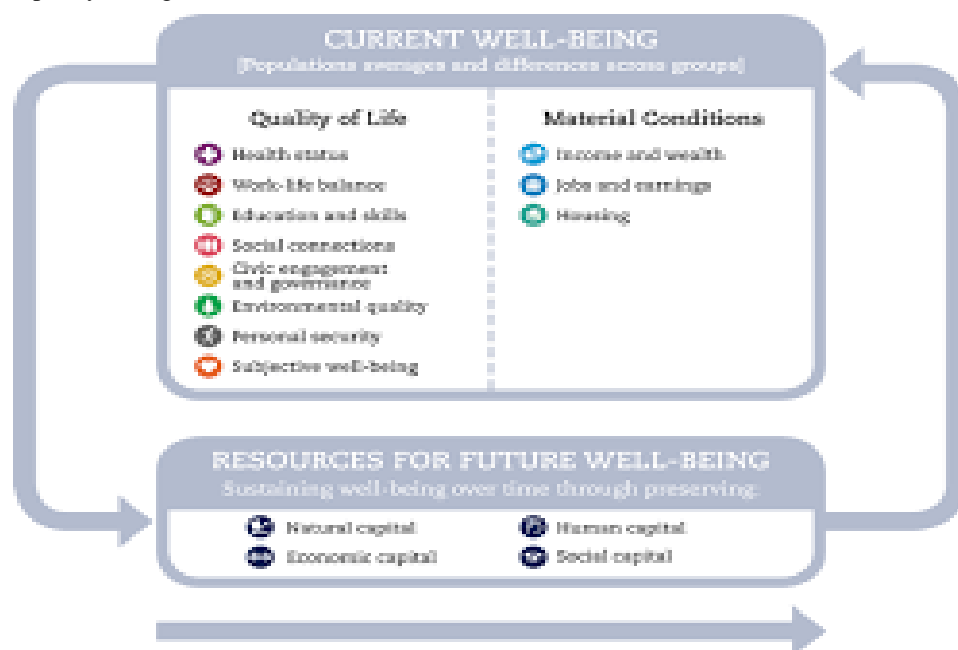 CURRENT WELL-BEING
[Populations averages and differences across groups]
Quality of Life
Health status
Work-life balance
Education and skills
Social connections
Civic engagement
and governance
Environmental quality
Personal security
Subjective well-being
Material Conditions
Income and wealth
Jobs and earnings
Housing
RESOURCES FOR FUTURE WELL-BEING
Sustaining well-being over time through preserving:
Natural capital
Economic capital
Human capital
Social capital